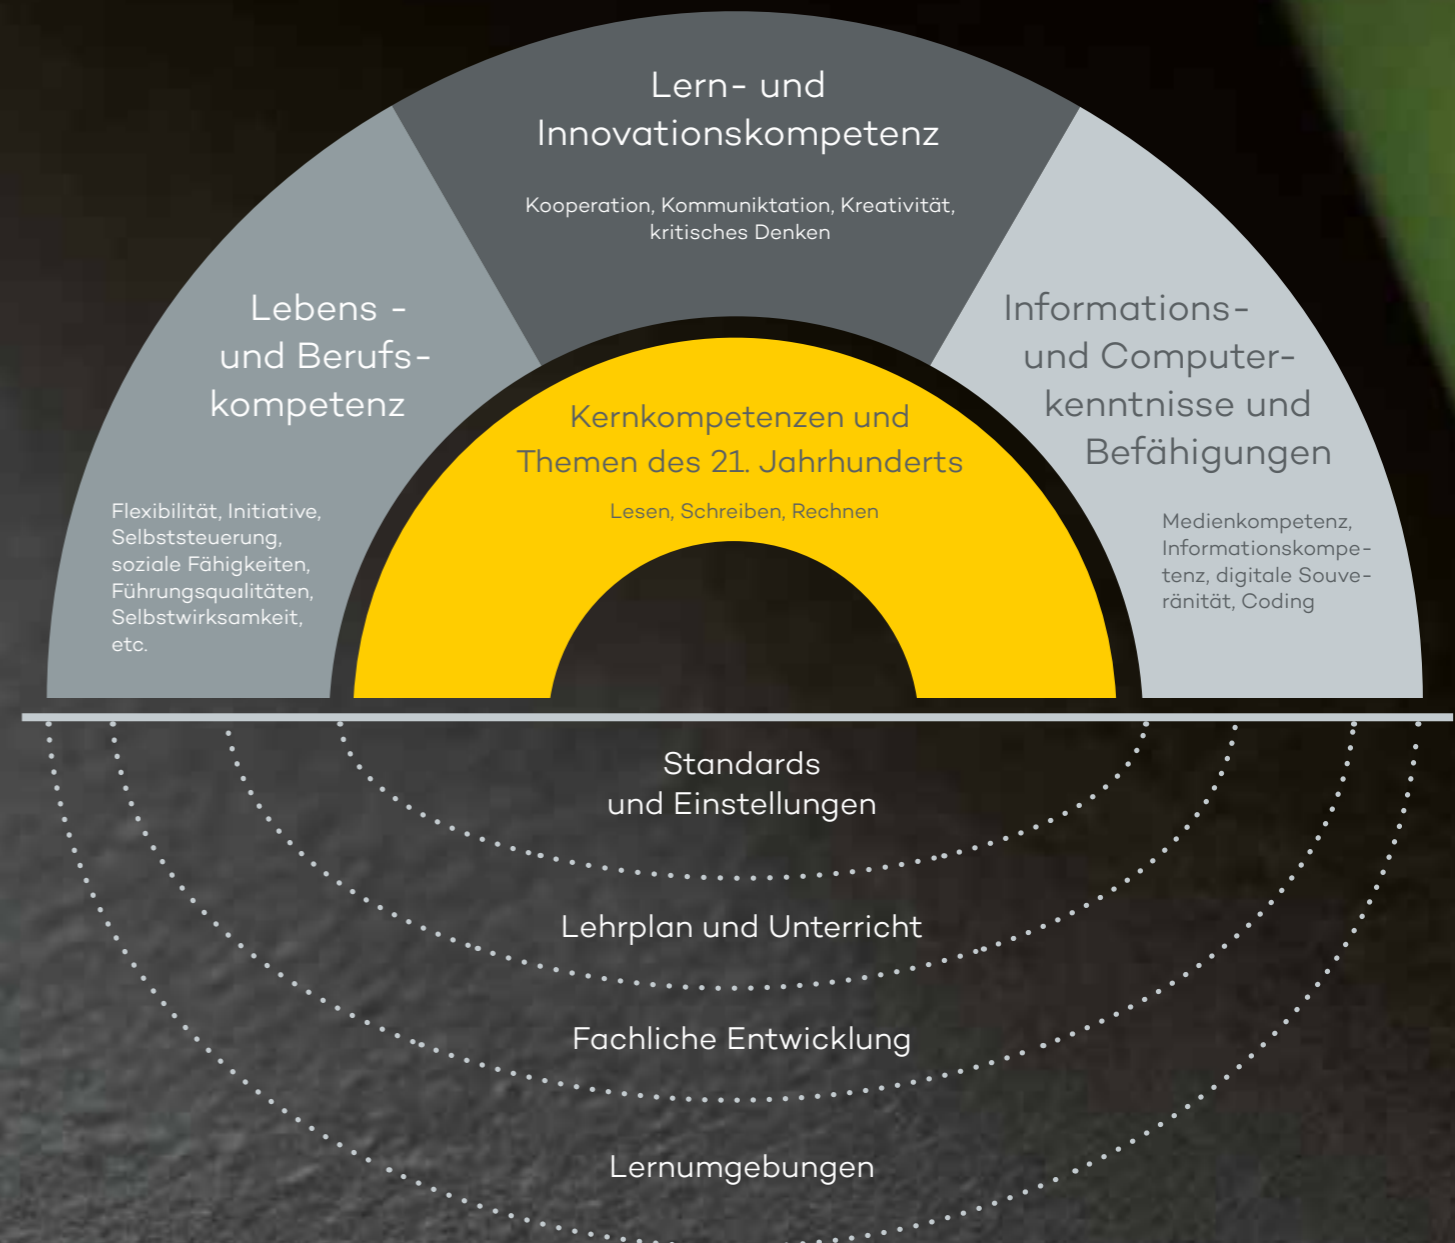 Lern- und
Innovationskompetenz
Kooperation, Kommuniktation, Kreativität,
kritisches Denken
Lebens -
und Berufs-
kompetenz
Flexibilität, Initiative,
Selbststeuerung,
soziale Fähigkeiten,
Führungsqualitäten,
Selbstwirksamkeit,
etc.
Informations-
und Computer-
kenntnisse und
Befähigungen
Medienkompetenz,
Informationskompe-
tenz, digitale Souve-
ränität, Coding
Kernkompetenzen und
Themen des 21. Jahrhunderts
Lesen, Schreiben, Rechnen
Standards
und Einstellungen
Lehrplan und Unterricht
Fachliche Entwicklung
Lernumgebungen